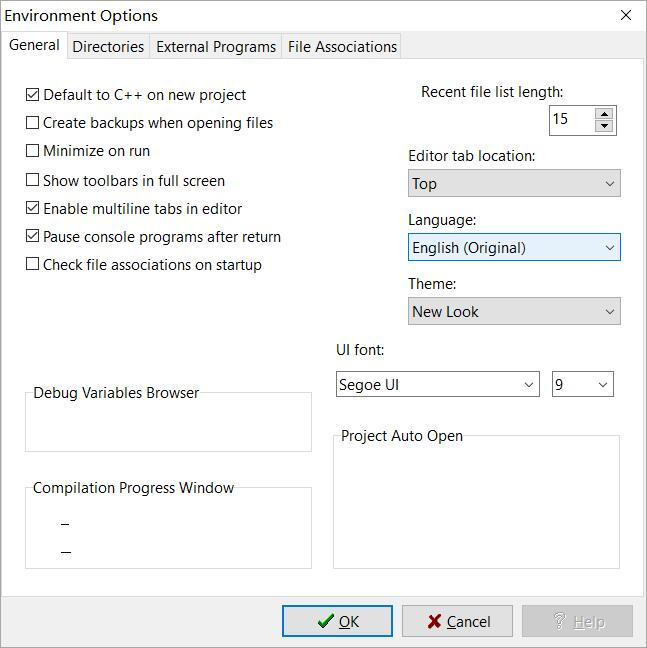 Environment Options
General
Directories
External Programs
File Associations
Default to C++ on new project
Create backups when opening files
Minimize on run
Show toolbars in full screen
Enable multiline tabs in editor
Pause console programs after return
Check file associations on startup
Recent file list length:
15
Editor tab location:
Top
Language:
English (Original)
Theme:
New Look
UI font:
Segoe UI
9
Debug Variables Browser
Compilation Progress Window
Project Auto Open
OK
Cancel
Help